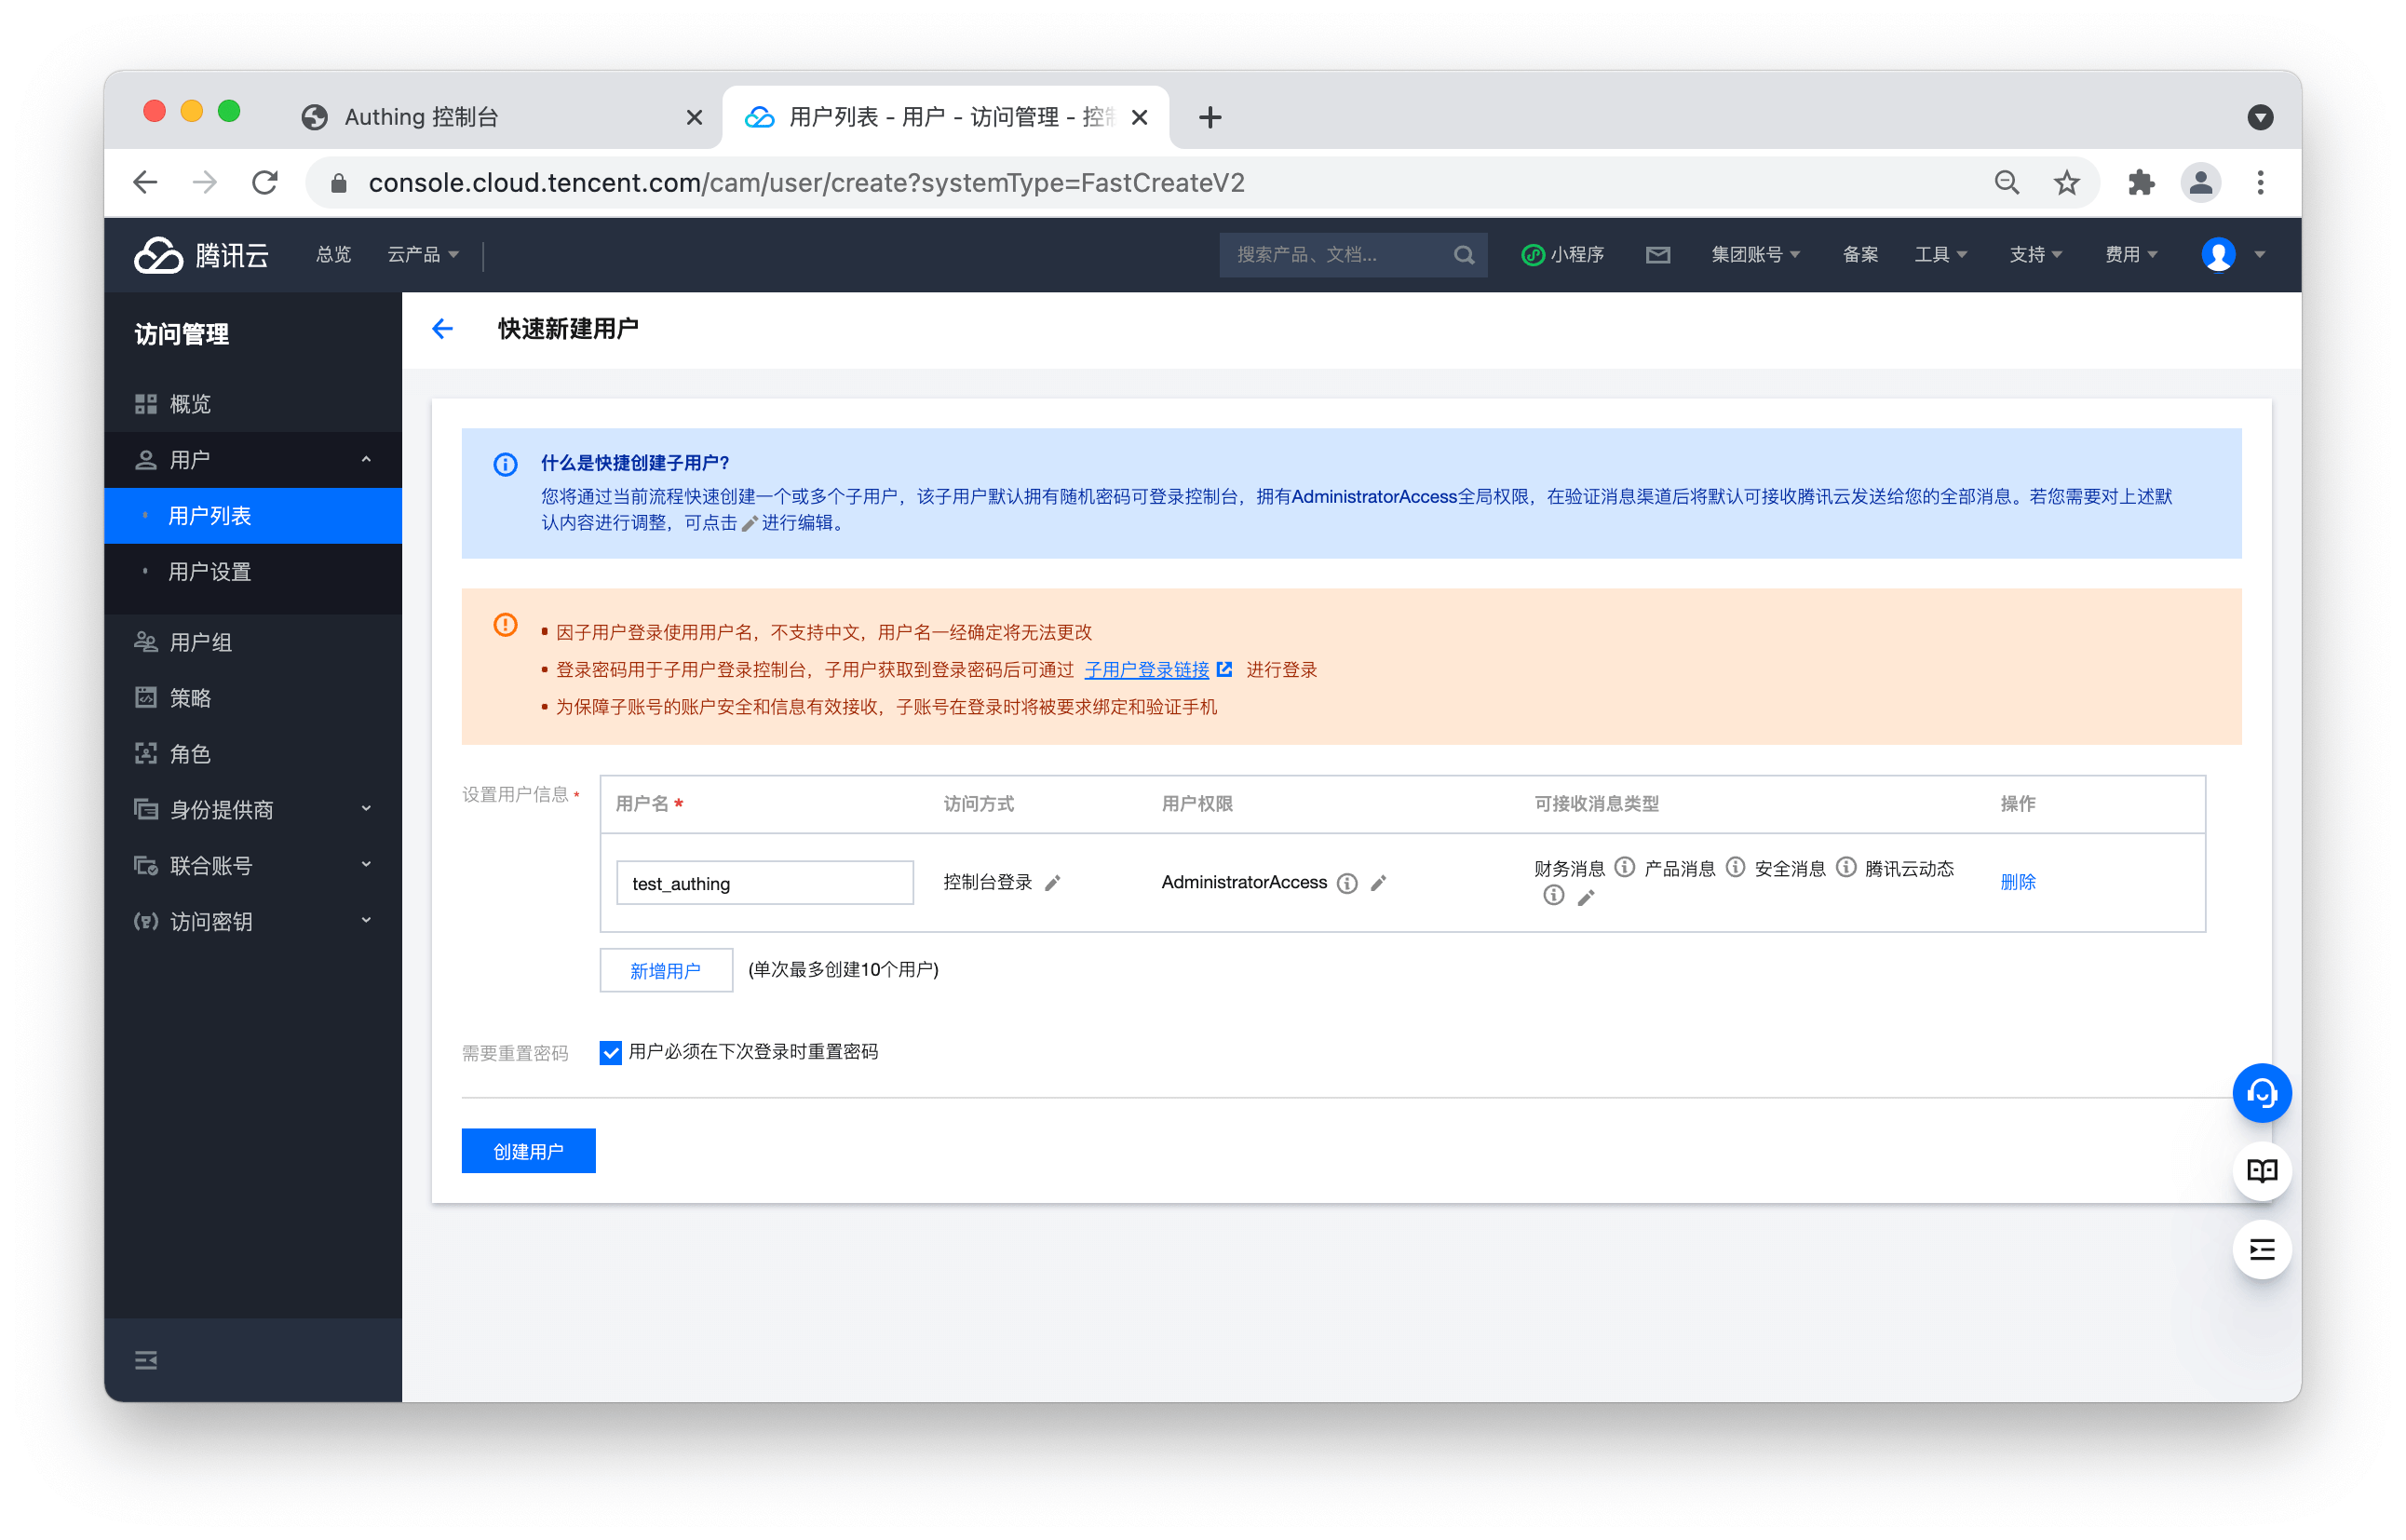 Authing 控制台
用户列表 - 用户 - 访问管理 - 控
console.cloud.tencent.com/cam/user/create?systemType=FastCreateV2
腾讯云
总览
云产品
搜索产品、文档...
小程序
集团账号
备案
工具
支持
费用
访问管理
概览
用户
用户列表
用户设置
用户组
策略
角色
身份提供商
联合账号
访问密钥
快速新建用户
什么是快捷创建子用户?
您将通过当前流程快速创建一个或多个子用户，该子用户默认拥有随机密码可登录控制台，拥有AdministratorAccess全局权限，在验证消息渠道后将默认可接收腾讯云发送给您的全部消息。若您需要对上述默
认内容进行调整，可点击 进行编辑。
因子用户登录使用用户名，不支持中文，用户名一经确定将无法更改
登录密码用于子用户登录控制台，子用户获取到登录密码后可通过 子用户登录链接 进行登录
为保障子账号的账户安全和信息有效接收，子账号在登录时将被要求绑定和验证手机
设置用户信息 *
用户名 * 访问方式 用户权限 可接收消息类型 操作
test_authing 控制台登录 AdministratorAccess 财务消息 产品消息 安全消息 腾讯云动态 删除
新增用户 (单次最多创建10个用户)
需要重置密码 用户必须在下次登录时重置密码
创建用户